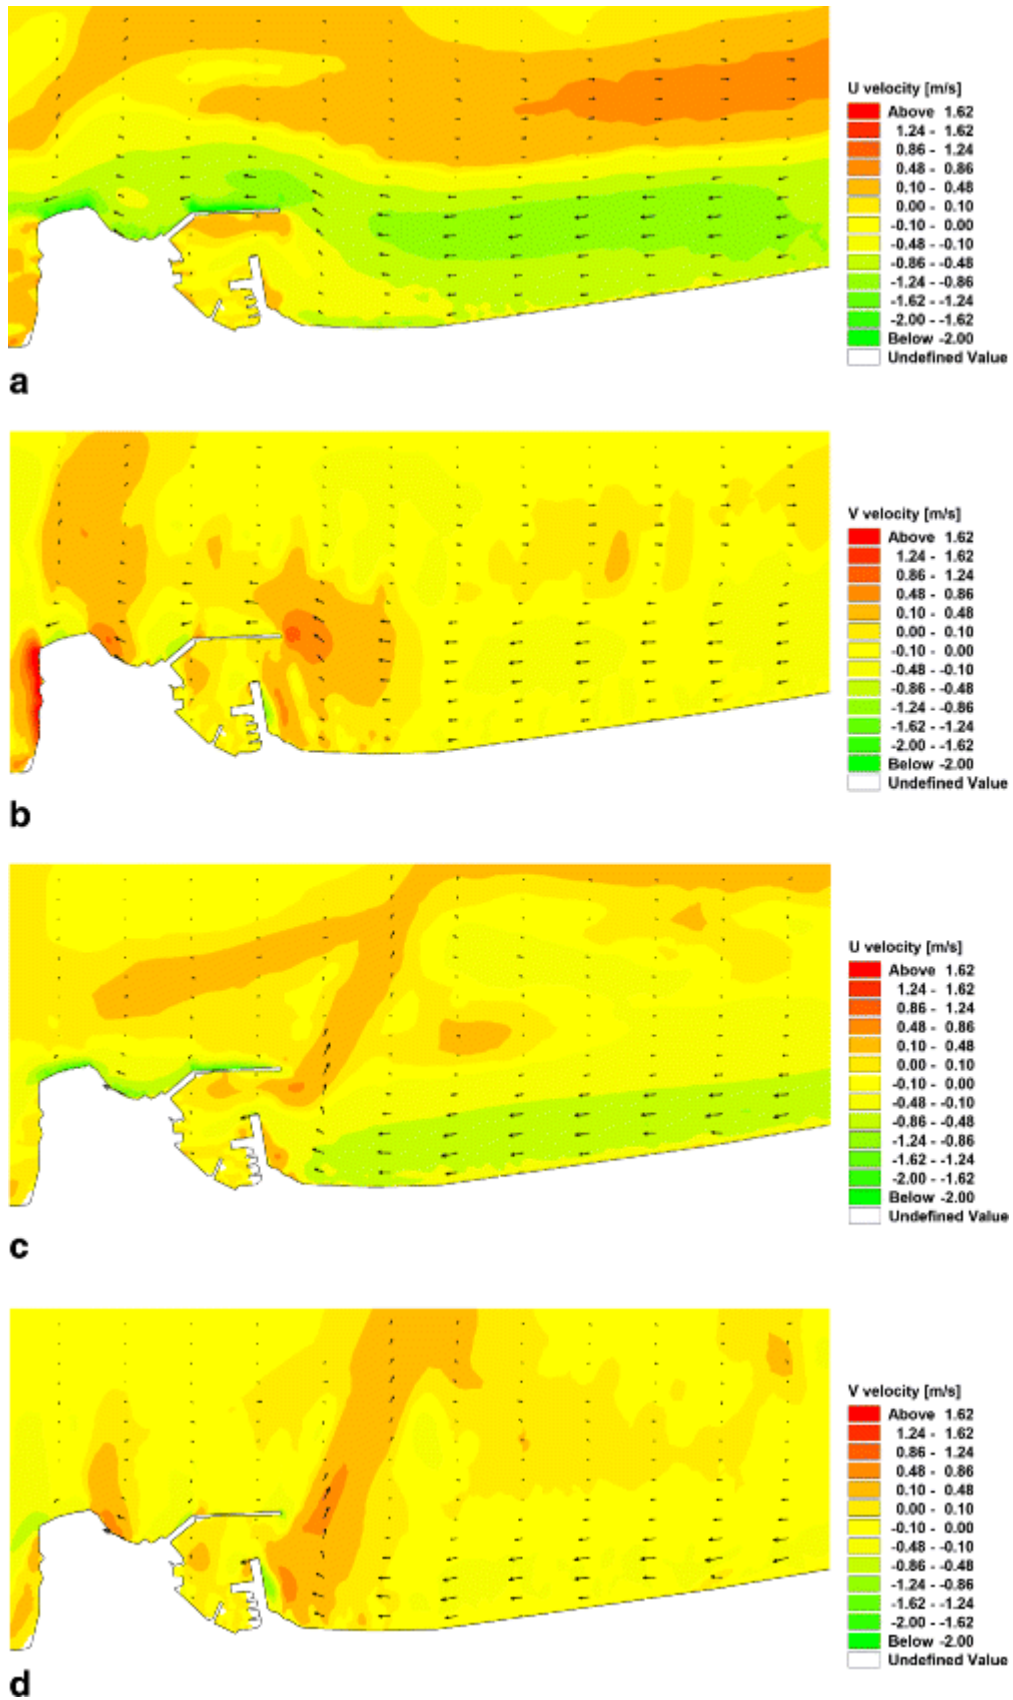 U velocity [m/s]
Above 1.62
1.24 - 1.62
0.86 - 1.24
0.48 - 0.86
0.10 - 0.48
0.00 - 0.10
-0.10 - 0.00
-0.48 - -0.10
-0.86 - -0.48
-1.24 - -0.86
-1.62 - -1.24
-2.00 - -1.62
Below -2.00
Undefined Value
a
V velocity [m/s]
Above 1.62
1.24 - 1.62
0.86 - 1.24
0.48 - 0.86
0.10 - 0.48
0.00 - 0.10
-0.10 - 0.00
-0.48 - -0.10
-0.86 - -0.48
-1.24 - -0.86
-1.62 - -1.24
-2.00 - -1.62
Below -2.00
Undefined Value
b
U velocity [m/s]
Above 1.62
1.24 - 1.62
0.86 - 1.24
0.48 - 0.86
0.10 - 0.48
0.00 - 0.10
-0.10 - 0.00
-0.48 - -0.10
-0.86 - -0.48
-1.24 - -0.86
-1.62 - -1.24
-2.00 - -1.62
Below -2.00
Undefined Value
c
V velocity [m/s]
Above 1.62
1.24 - 1.62
0.86 - 1.24
0.48 - 0.86
0.10 - 0.48
0.00 - 0.10
-0.10 - 0.00
-0.48 - -0.10
-0.86 - -0.48
-1.24 - -0.86
-1.62 - -1.24
-2.00 - -1.62
Below -2.00
Undefined Value
d